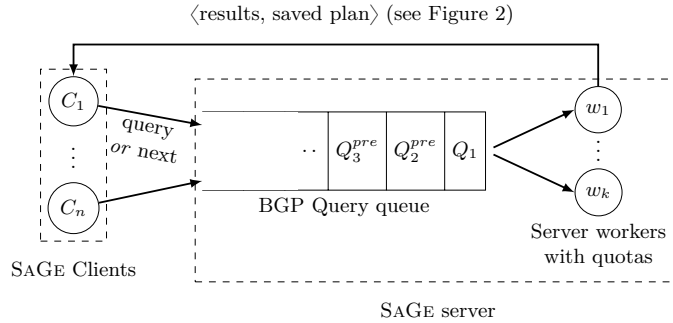 ⟨results, saved plan⟩ (see Figure 2)
C₁
query
or next
⋮
Cₙ
SAGE Clients
·· Q₃ᵖʳᵉ Q₂ᵖʳᵉ Q₁
BGP Query queue
w₁
⋮
wₖ
Server workers
with quotas
SAGE server